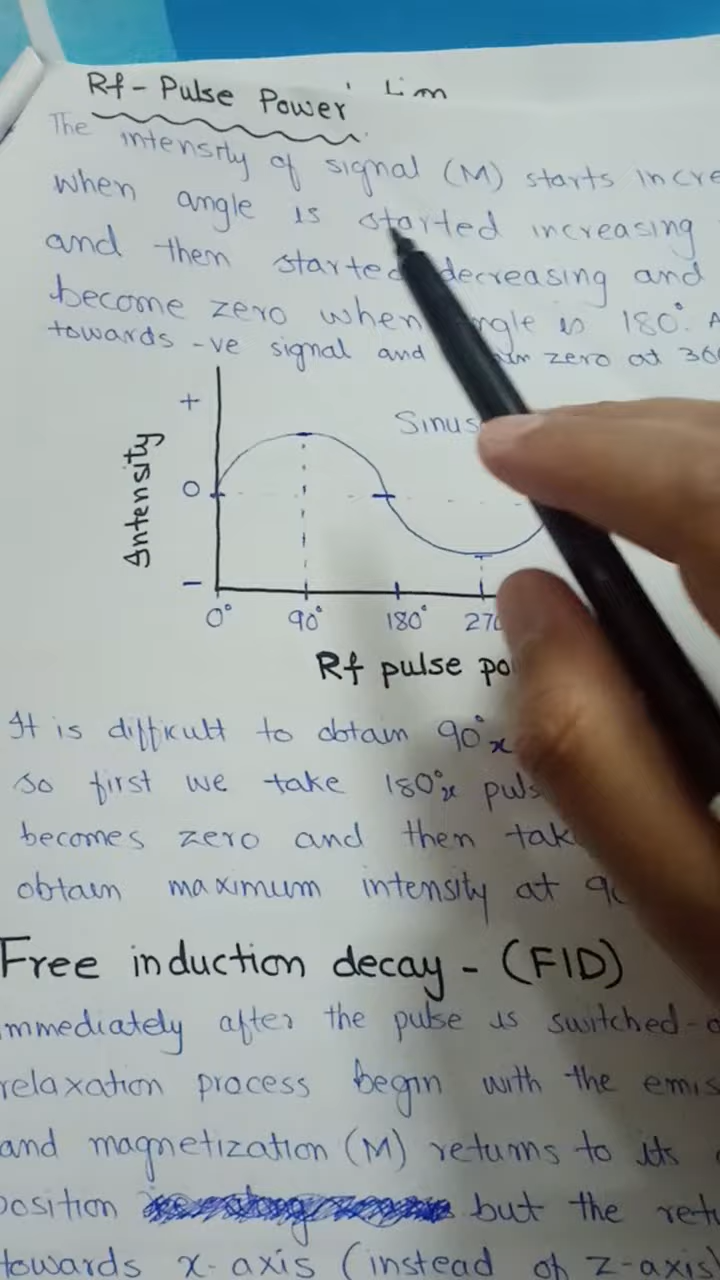 Rf-Pulse Power
The intensity of signal (M) starts incre
when angle is started increasing
and then started decreasing and
become zero when angle is 180°. A
towards -ve signal and zero at 36
+
Sinus
Intensity
0
-
0° 90° 180° 270
Rf pulse po
It is difficult to obtain 90°x
so first we take 180°x puls
becomes zero and then tak
obtain maximum intensity at 90
Free induction decay - (FID)
immediately after the pulse is switched-o
relaxation process begin with the emis
and magnetization (M) returns to its
position but the retu
towards x-axis (instead of z-axis)